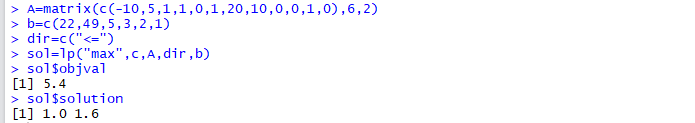 > A=matrix(c(-10,5,1,1,0,1,20,10,0,0,1,0),6,2)
> b=c(22,49,5,3,2,1)
> dir=c("<=")
> sol=lp("max",c,A,dir,b)
> sol$objval
[1] 5.4
> sol$solution
[1] 1.0 1.6